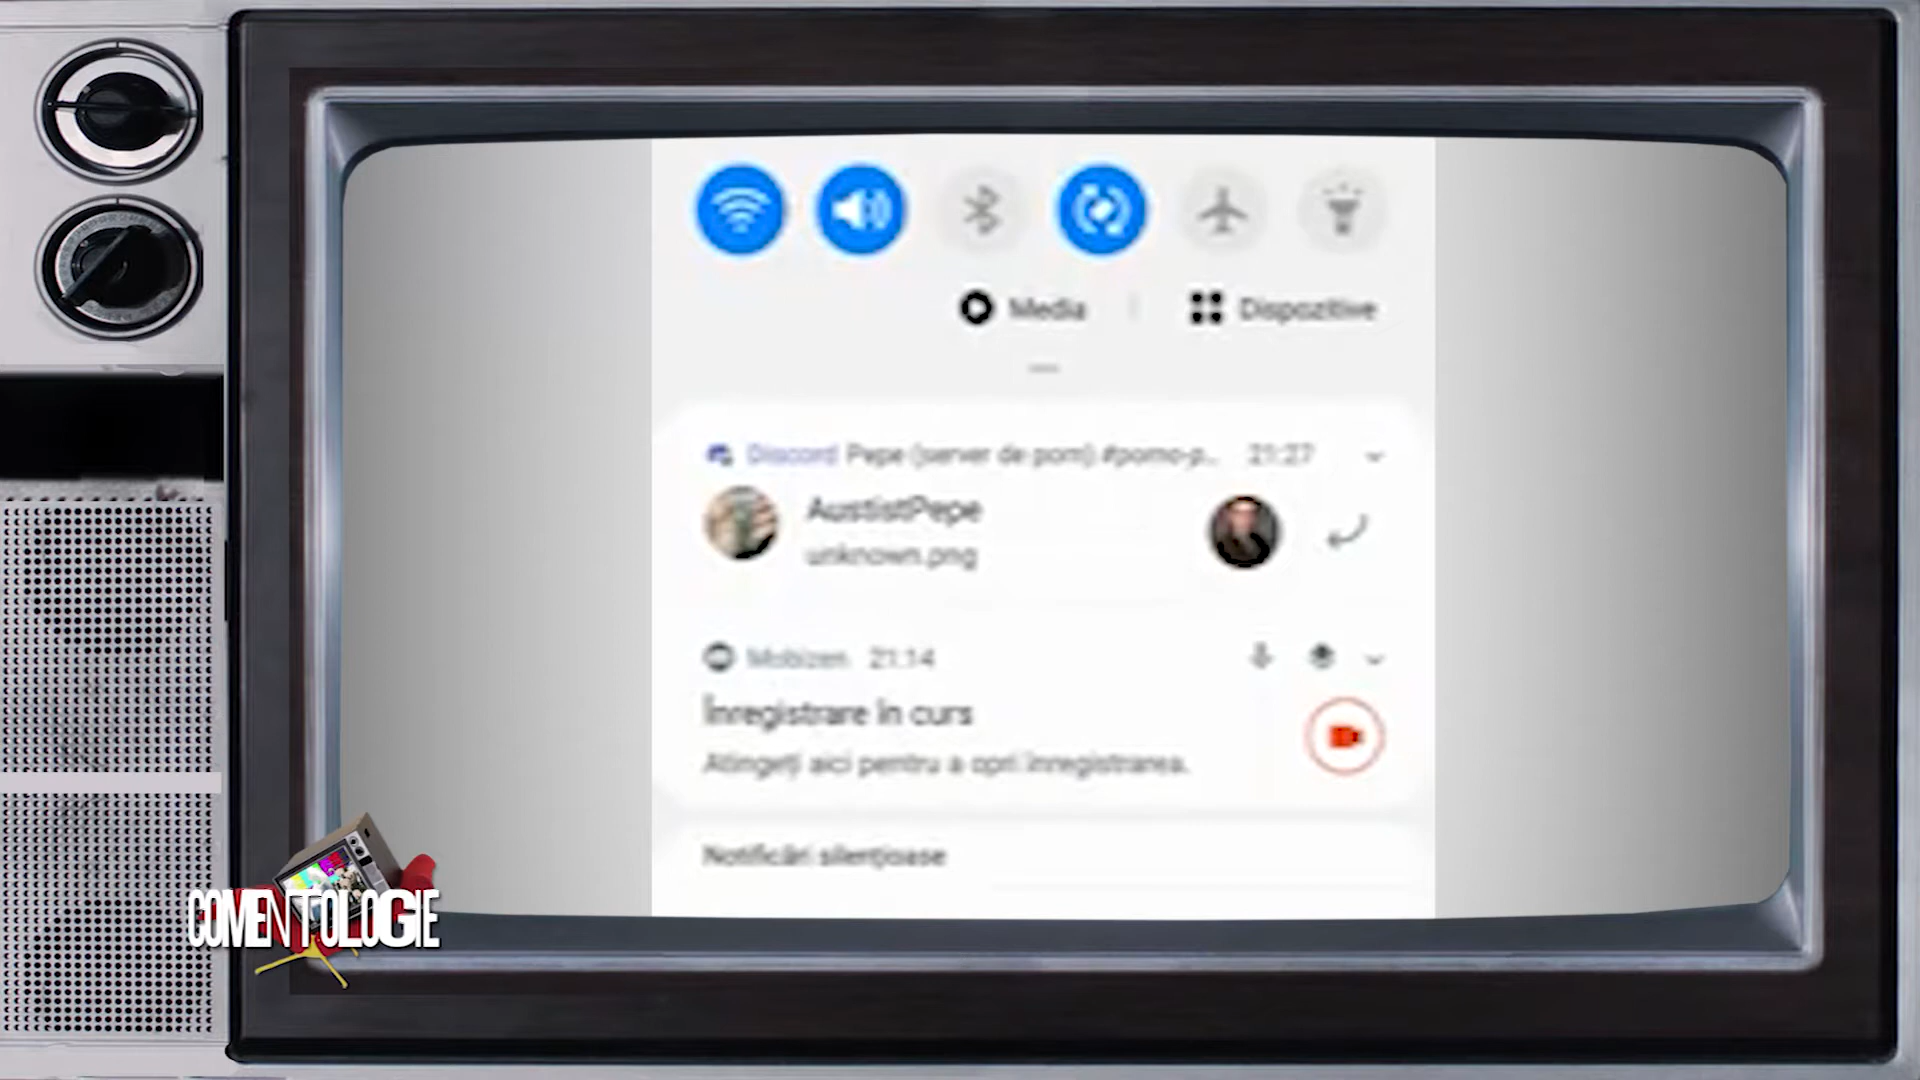 Media
Dispozitive
Discord Pepe (server de porn) #porno-p... 21:27
AustistPepe
unknown.png
Mobizen 21:14
Înregistrare în curs
Atingeți aici pentru a opri înregistrarea.
Notificări silențioase
COMENTOLOGIE